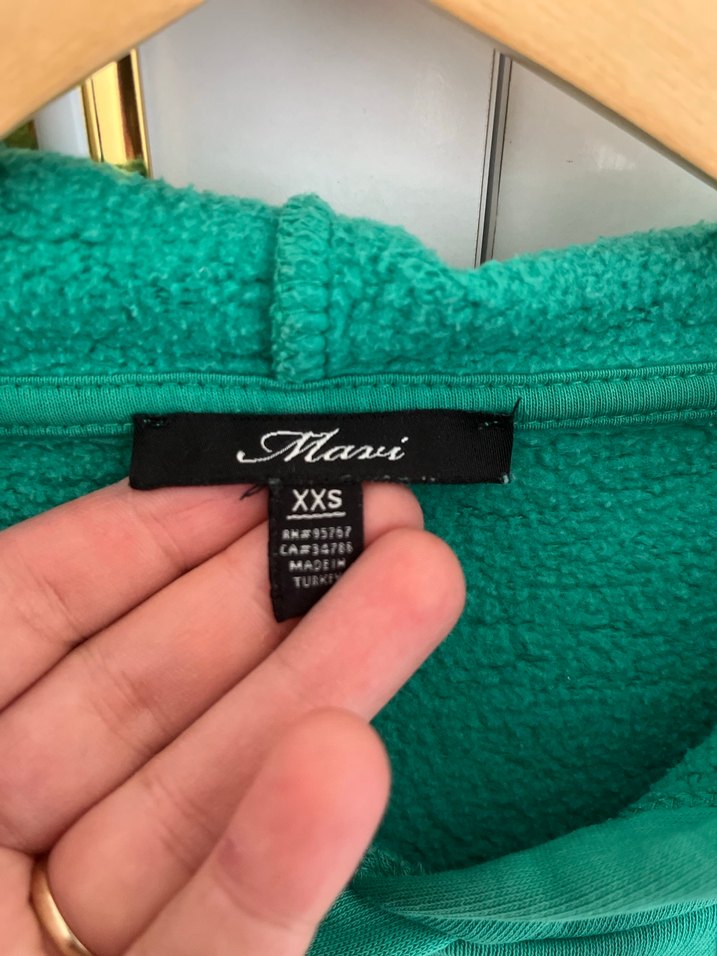 Mavi
XXS
RN#95767
CA#34786
MADE IN
TURKEY